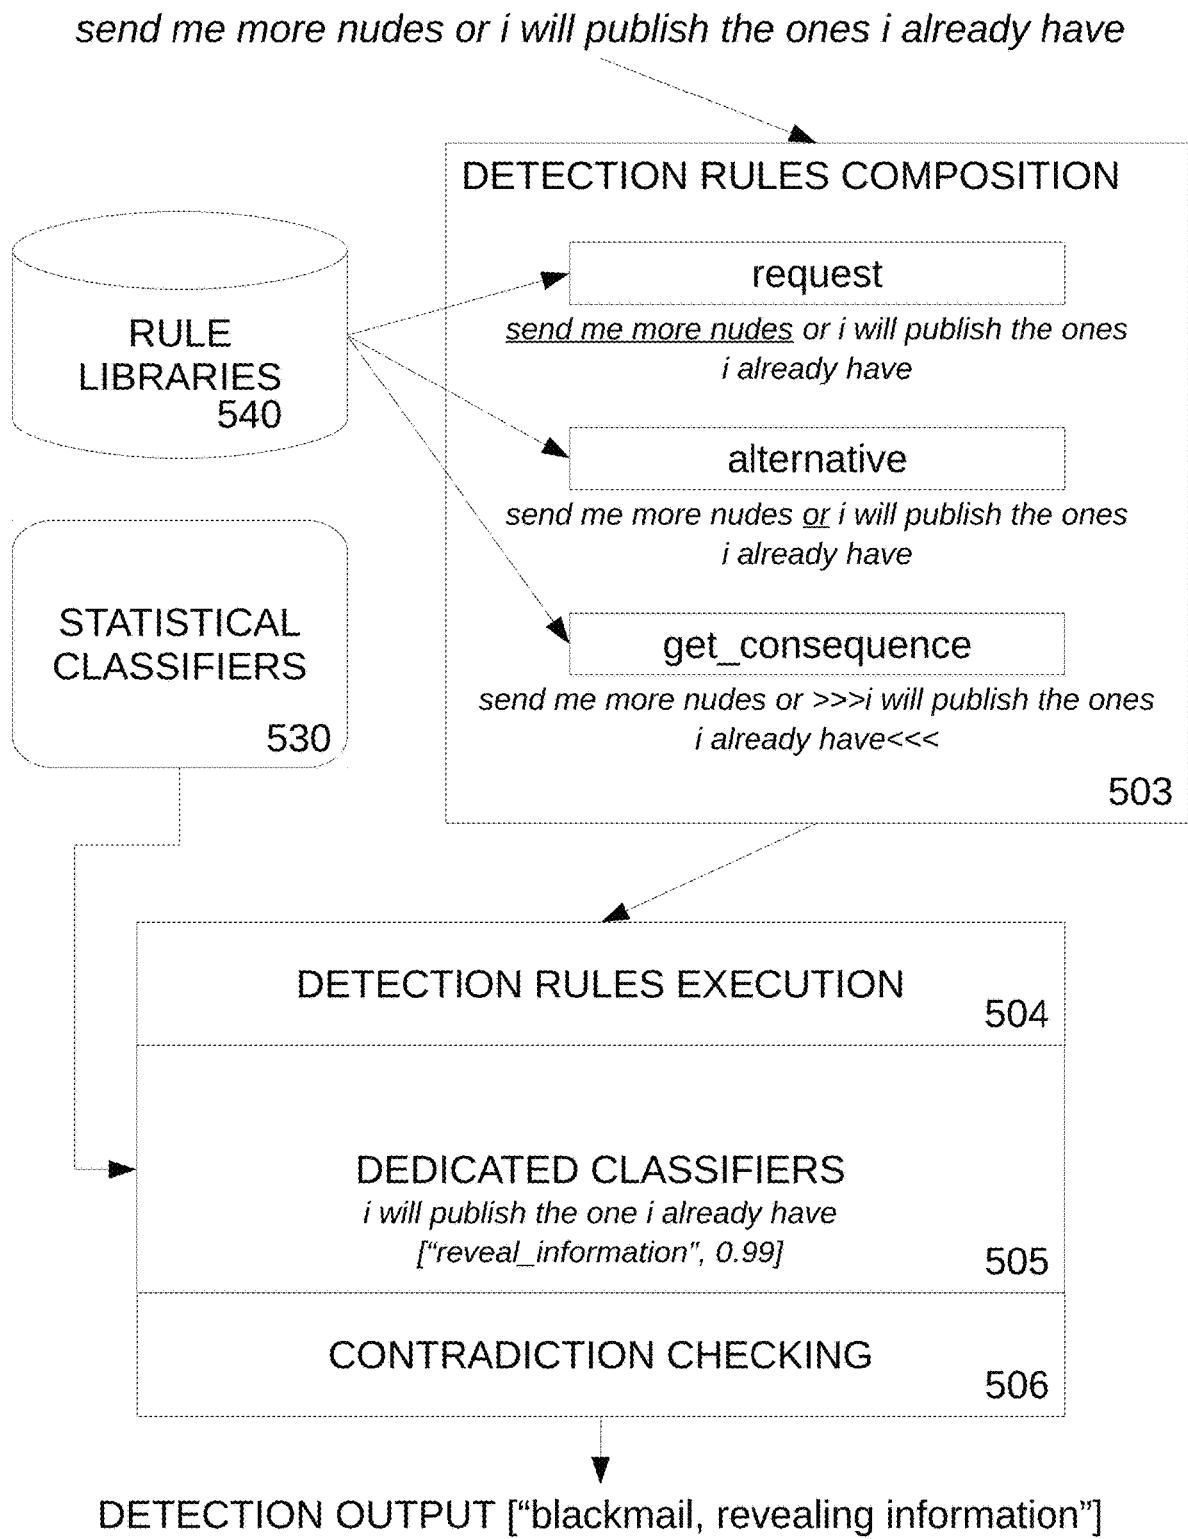 send me more nudes or i will publish the ones i already have
DETECTION RULES COMPOSITION
request
send me more nudes or i will publish the ones
i already have
alternative
send me more nudes or i will publish the ones
i already have
get_consequence
send me more nudes or >>>i will publish the ones
i already have<<<
503
RULE
LIBRARIES
540
STATISTICAL
CLASSIFIERS
530
DETECTION RULES EXECUTION
504
DEDICATED CLASSIFIERS
i will publish the one i already have
[“reveal_information”, 0.99]
505
CONTRADICTION CHECKING
506
DETECTION OUTPUT [“blackmail, revealing information”]